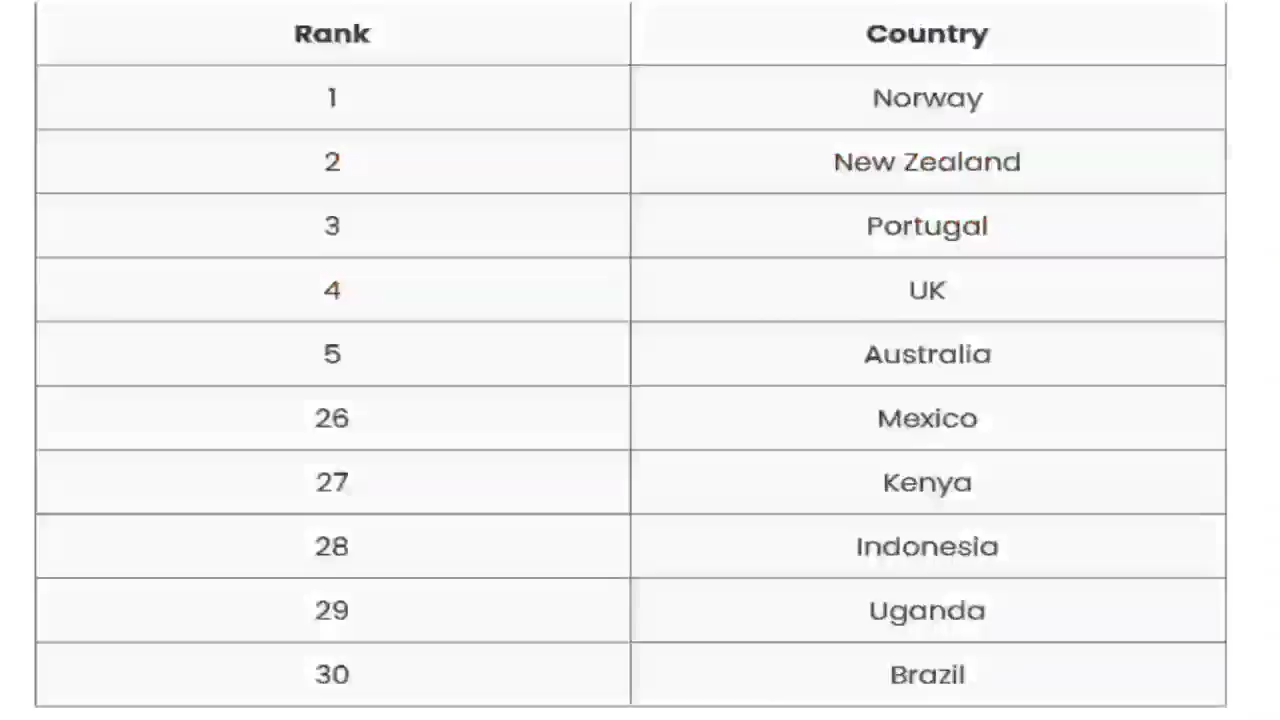 Rank Country
1 Norway
2 New Zealand
3 Portugal
4 UK
5 Australia
26 Mexico
27 Kenya
28 Indonesia
29 Uganda
30 Brazil